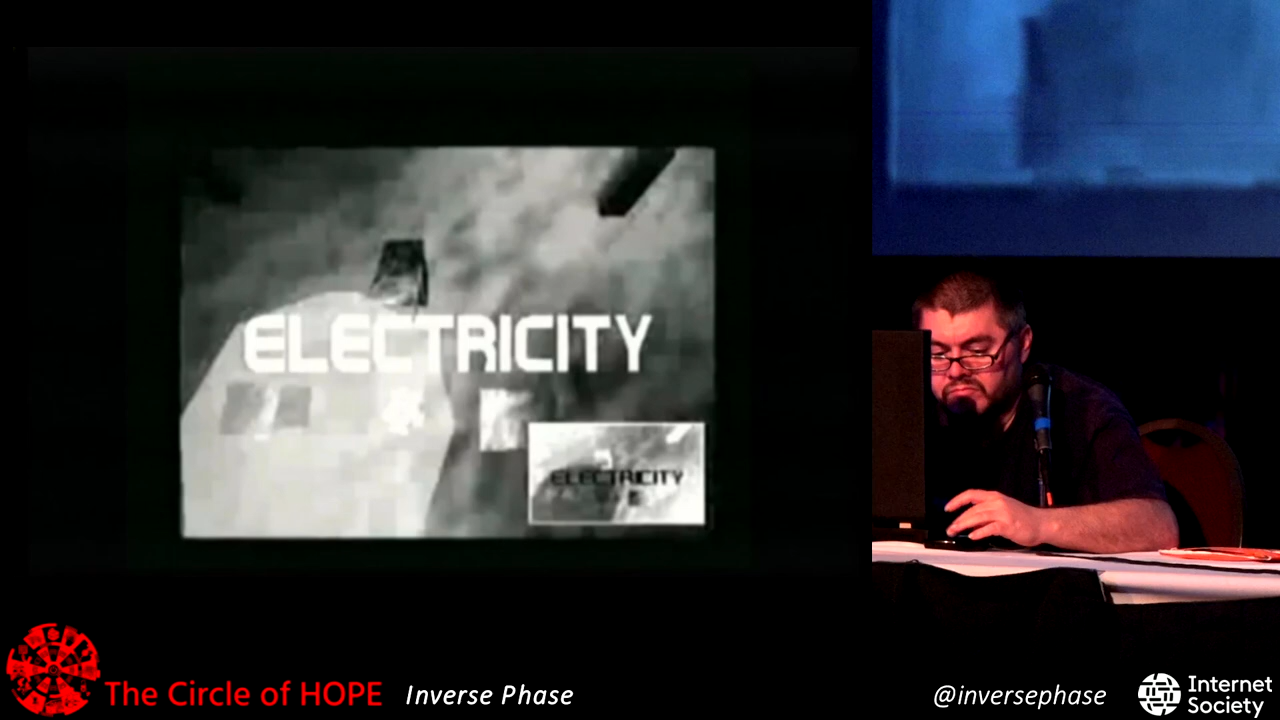 ELECTRICITY
ELECTRICITY
The Circle of HOPE
Inverse Phase
@inversephase
Internet
Society